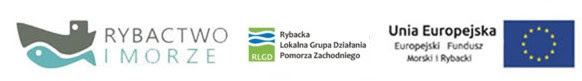 RYBACTWO
I MORZE
RLGD
Rybacka
Lokalna Grupa Działania
Pomorza Zachodniego
Unia Europejska
Europejski Fundusz
Morski i Rybacki